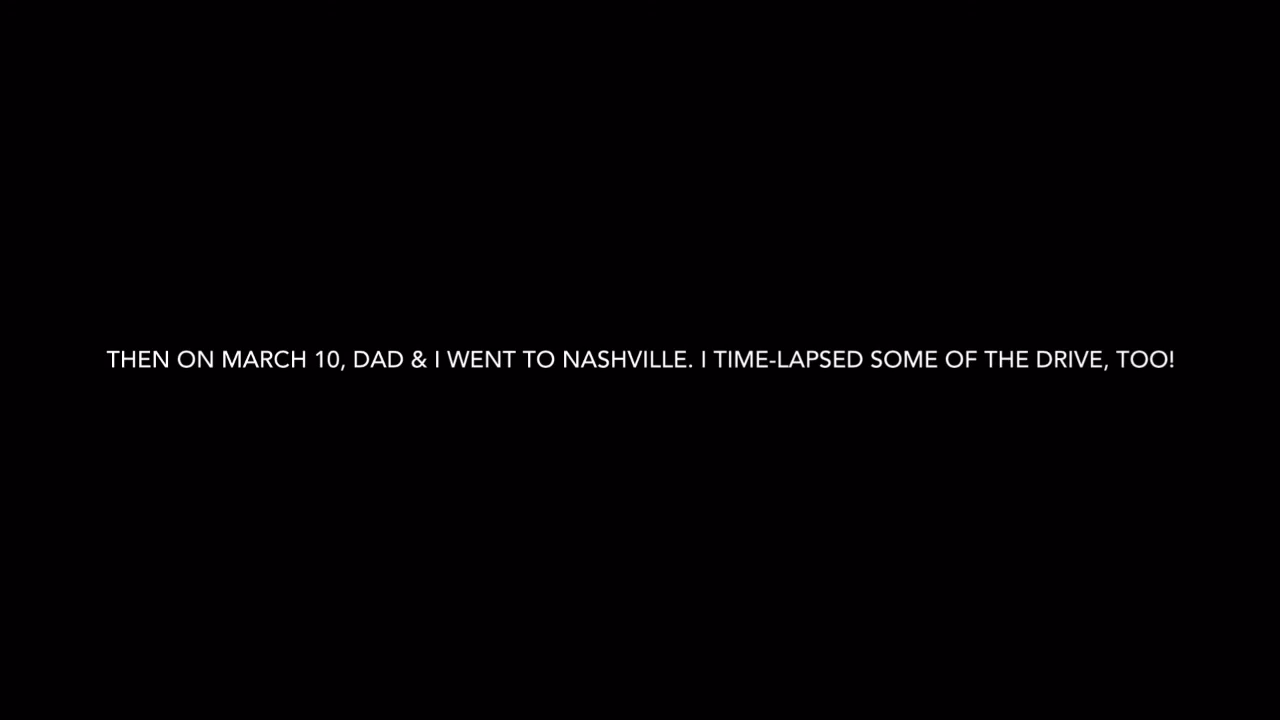 THEN ON MARCH 10, DAD & I WENT TO NASHVILLE. I TIME-LAPSED SOME OF THE DRIVE, TOO!